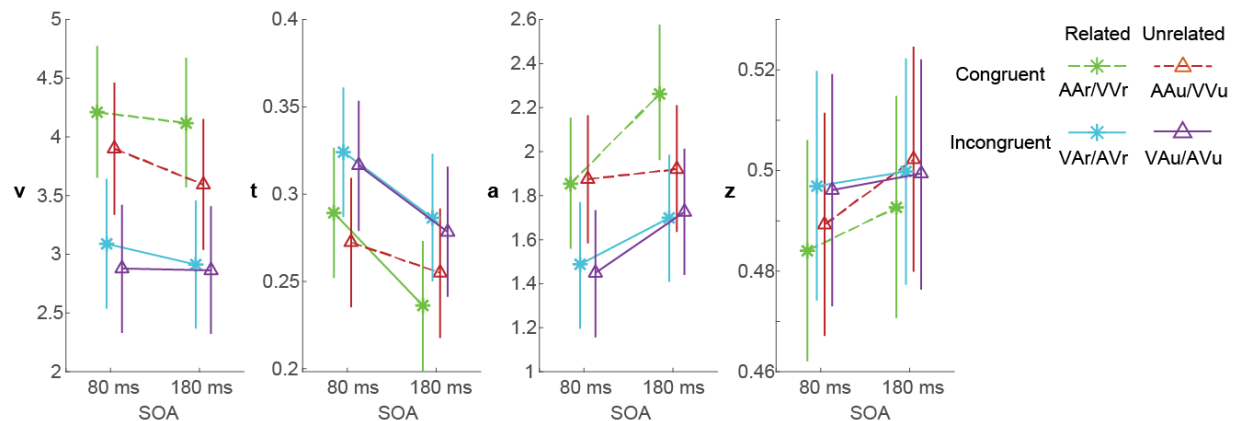 5
4.5
4
3.5
3
2.5
2
v
80 ms 180 ms
SOA
0.4
0.35
0.3
0.25
0.2
t
80 ms 180 ms
SOA
2.6
2.4
2.2
2
1.8
1.6
1.4
1.2
1
a
80 ms 180 ms
SOA
0.52
0.5
0.48
0.46
z
80 ms 180 ms
SOA
Related Unrelated
Congruent
AAr/VVr AAu/VVu
Incongruent
VAr/AVr VAu/AVu